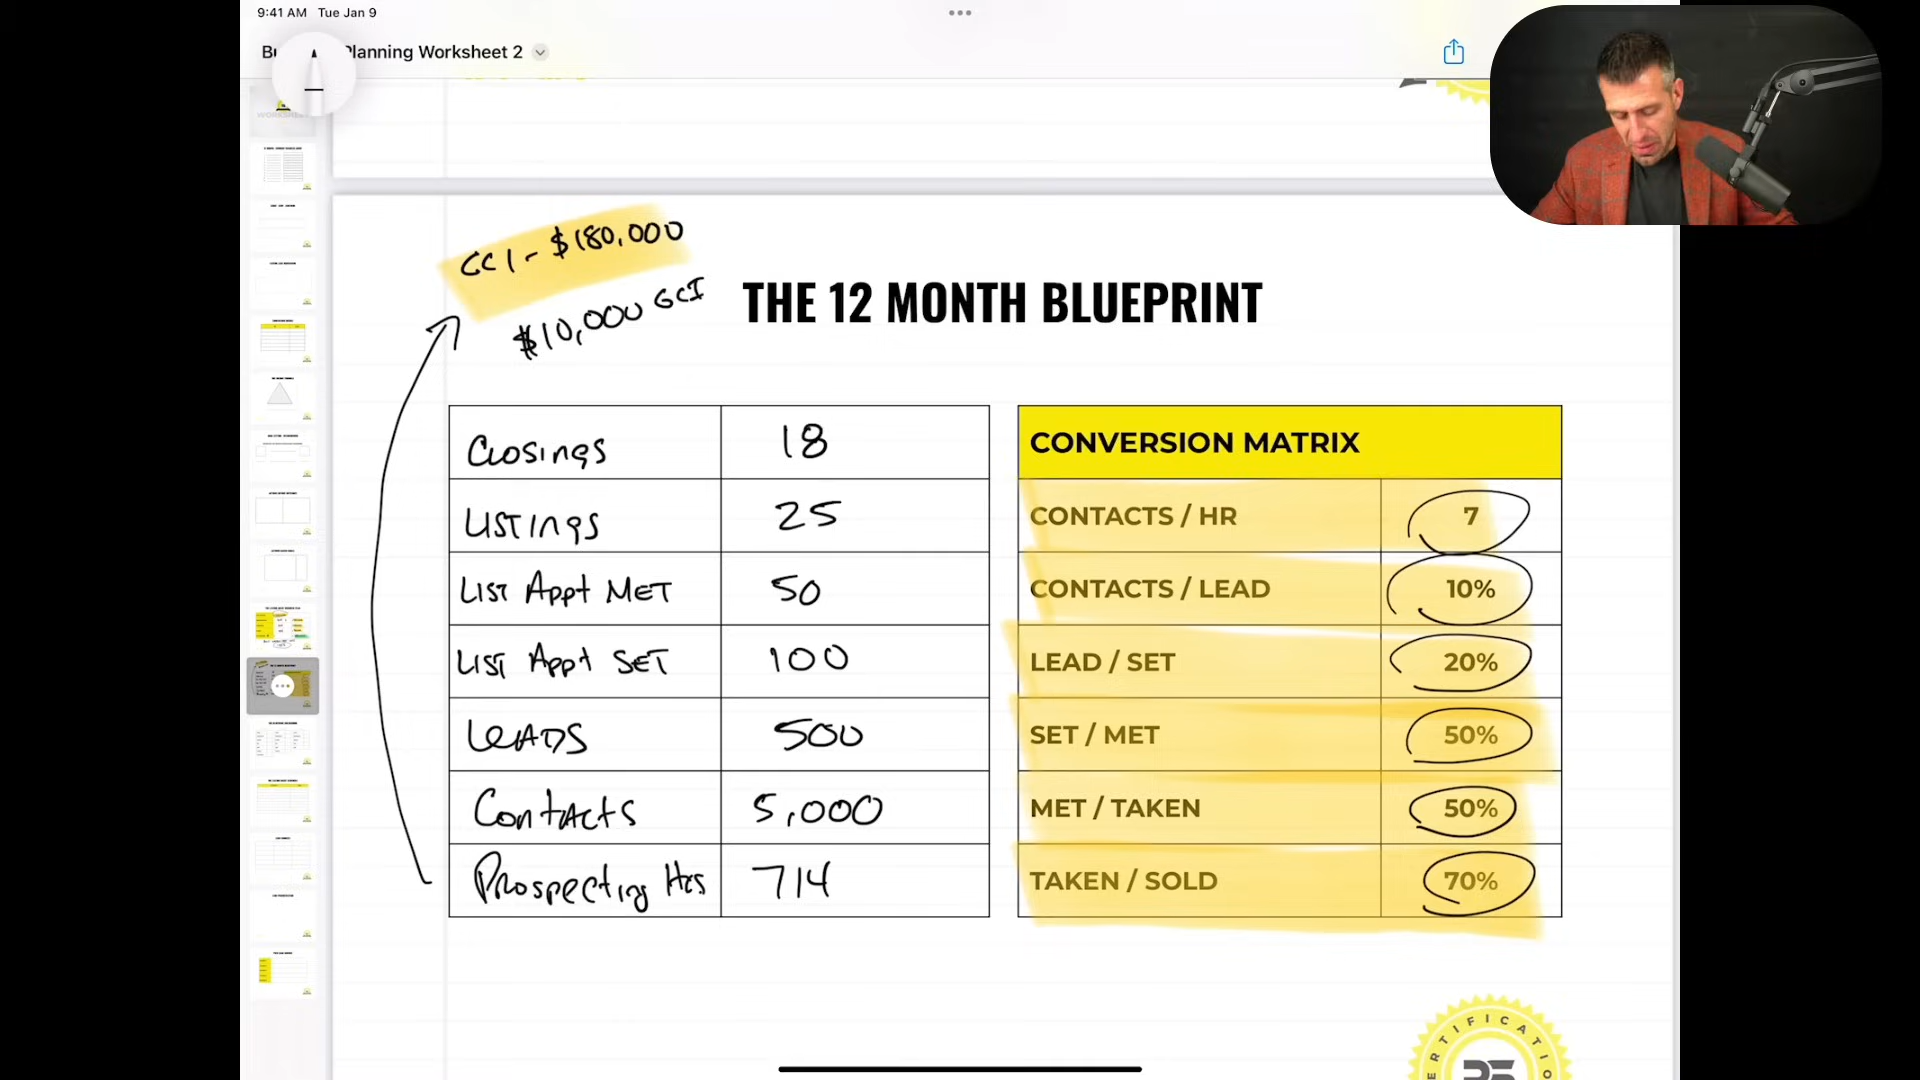 9:41 AM Tue Jan 9
Planning Worksheet 2
GCI - $180,000
$10,000 GCI
THE 12 MONTH BLUEPRINT
Closings 18
Listings 25
List Appt MET 50
List Appt SET 100
LEADS 500
Contacts 5,000
Prospecting Hrs 714
CONVERSION MATRIX
CONTACTS / HR 7
CONTACTS / LEAD 10%
LEAD / SET 20%
SET / MET 50%
MET / TAKEN 50%
TAKEN / SOLD 70%